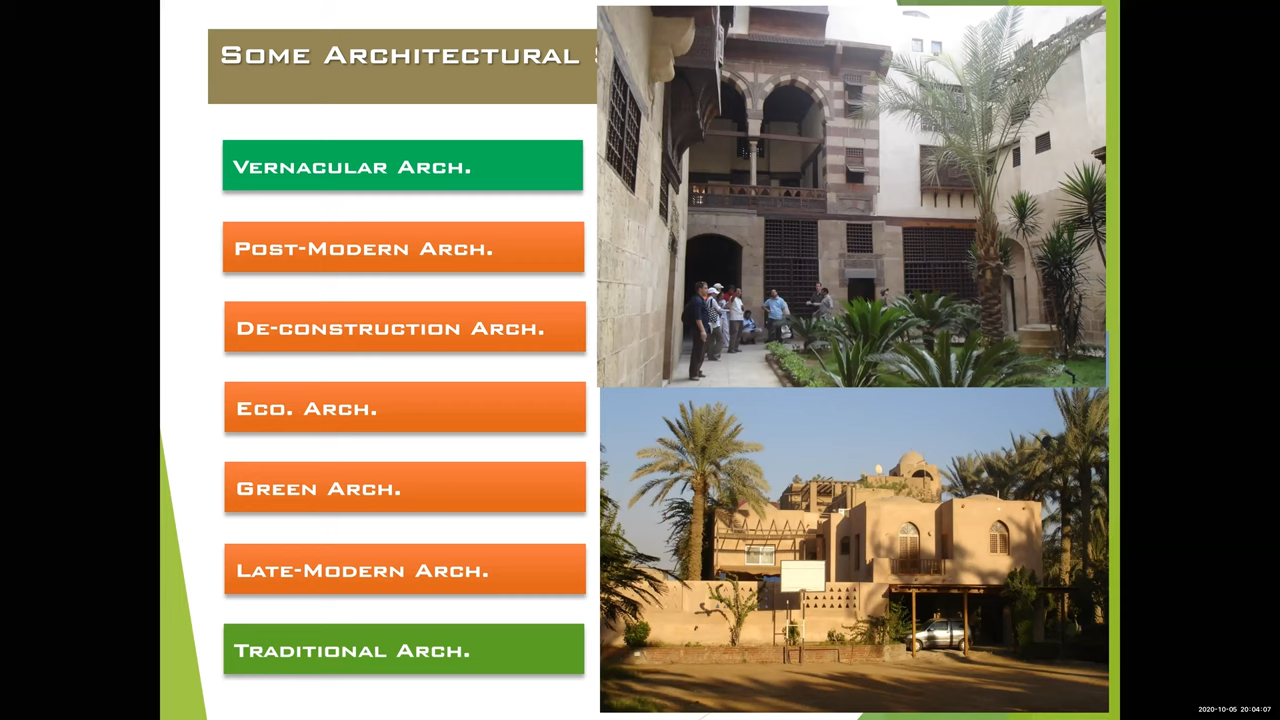 Some Architectural
Vernacular Arch.
Post-Modern Arch.
De-construction Arch.
Eco. Arch.
Green Arch.
Late-Modern Arch.
Traditional Arch.
2020-10-05 20:04:07